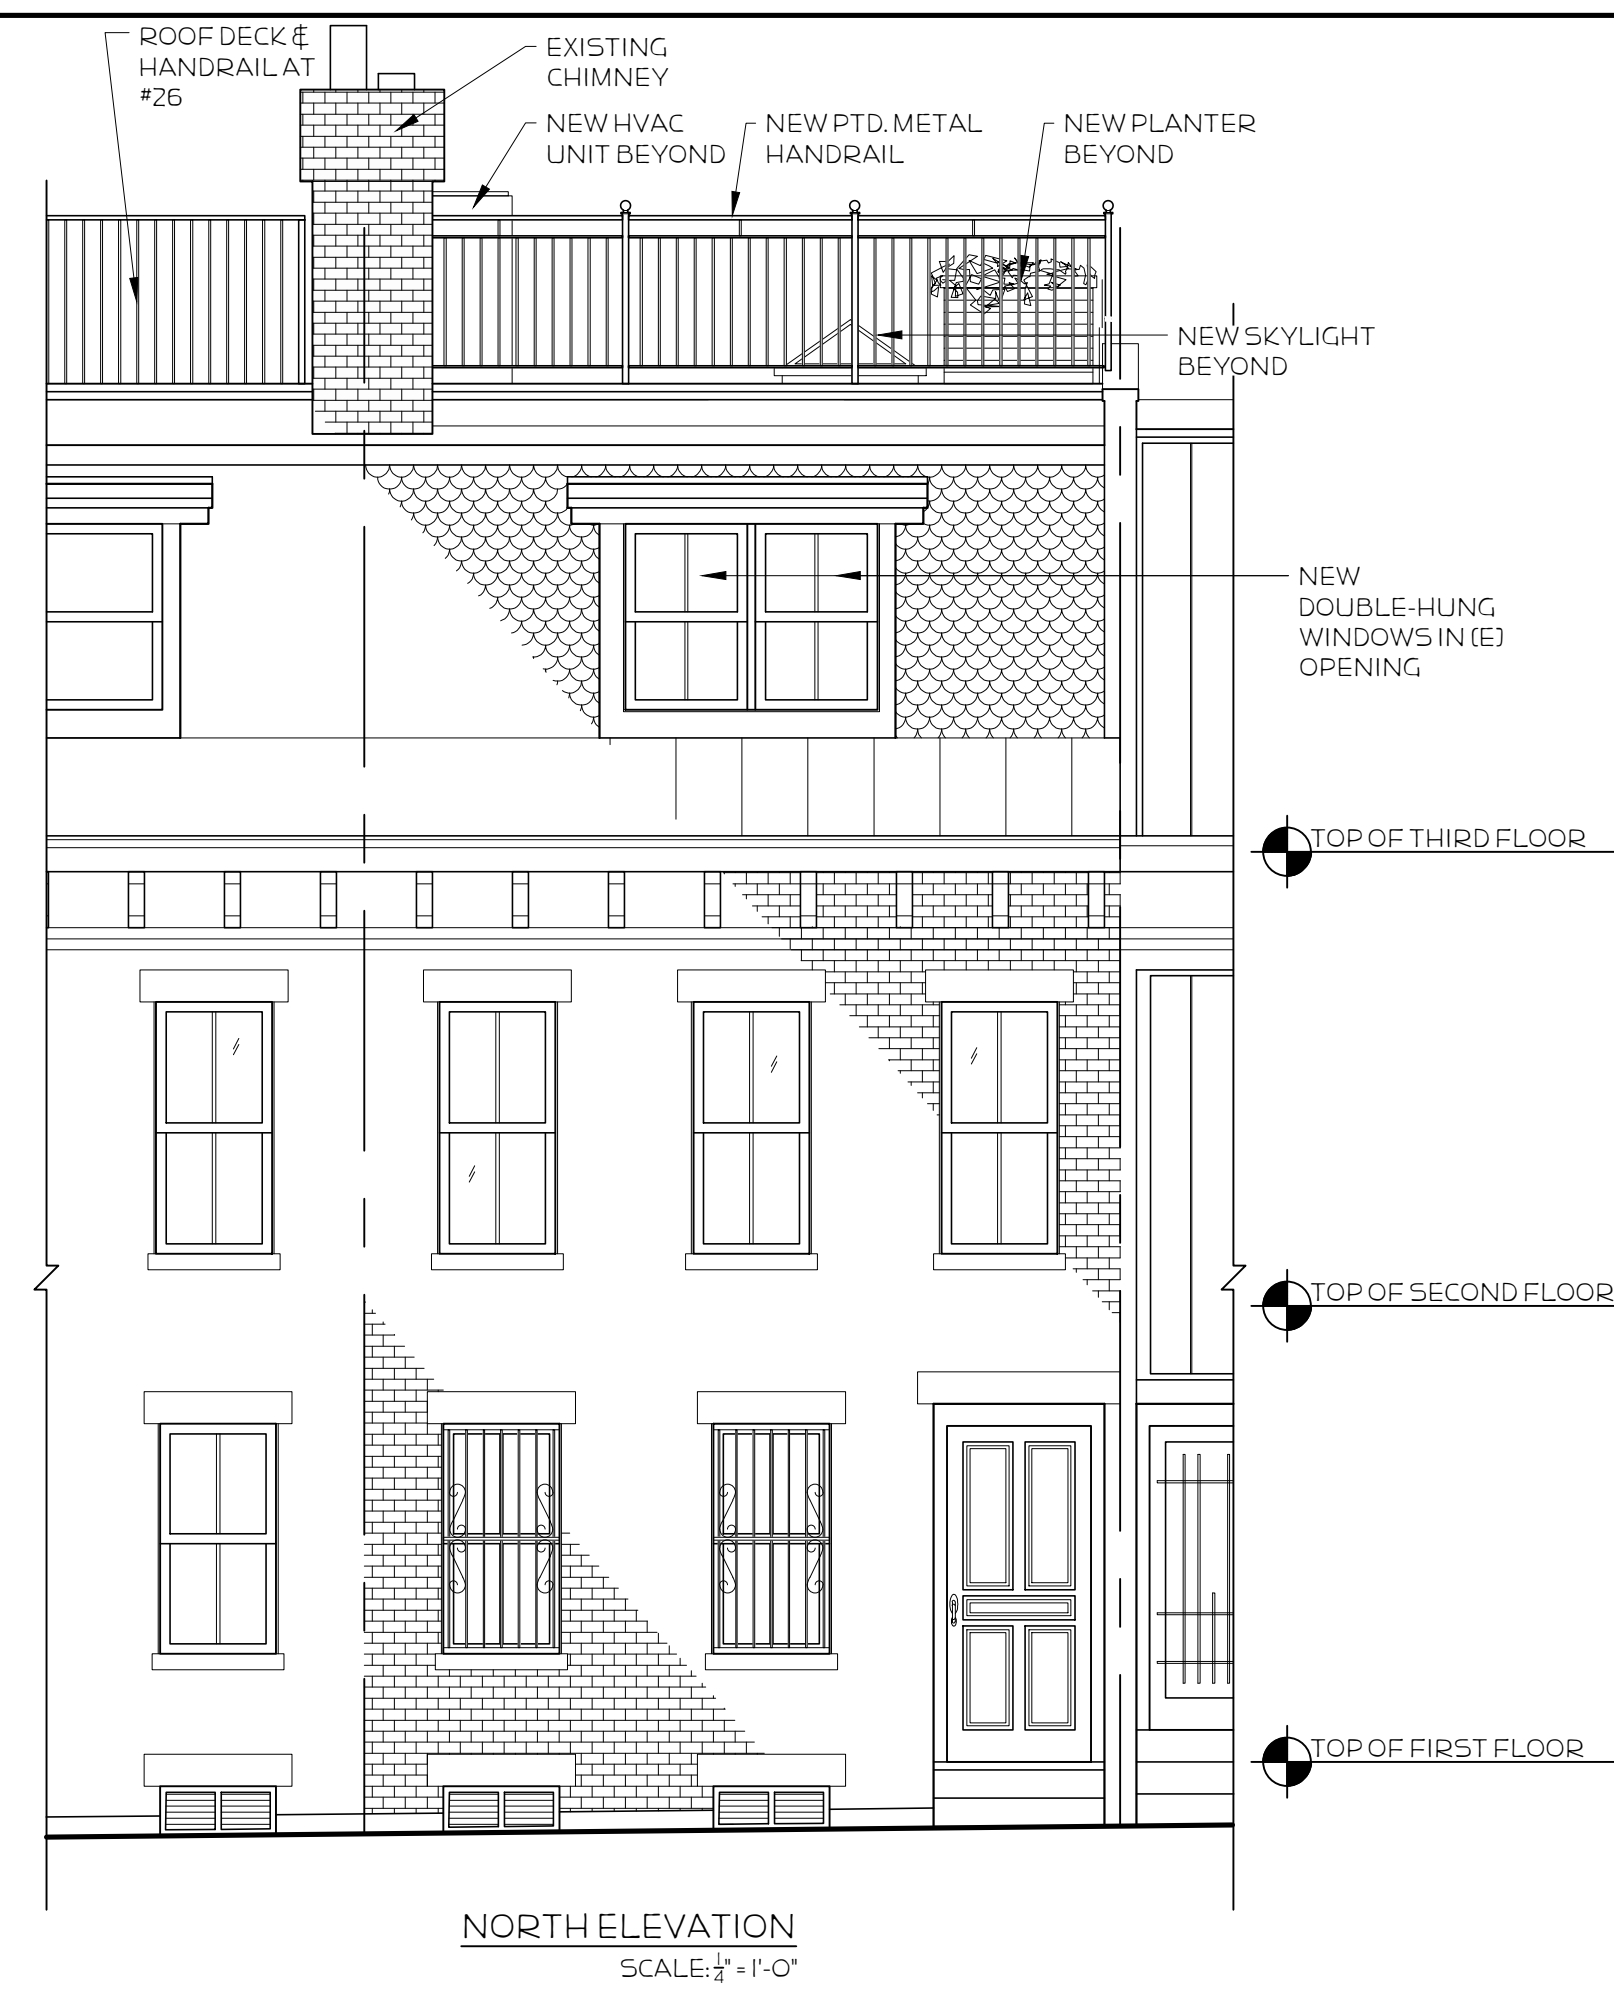 ROOF DECK &
HANDRAIL AT
#26
EXISTING
CHIMNEY
NEW HVAC
UNIT BEYOND
NEW PTD. METAL
HANDRAIL
NEW PLANTER
BEYOND
NEW SKYLIGHT
BEYOND
NEW
DOUBLE-HUNG
WINDOWS IN (E)
OPENING
TOP OF THIRD FLOOR
TOP OF SECOND FLOOR
TOP OF FIRST FLOOR
NORTH ELEVATION
SCALE: 1/4" = 1'-0"